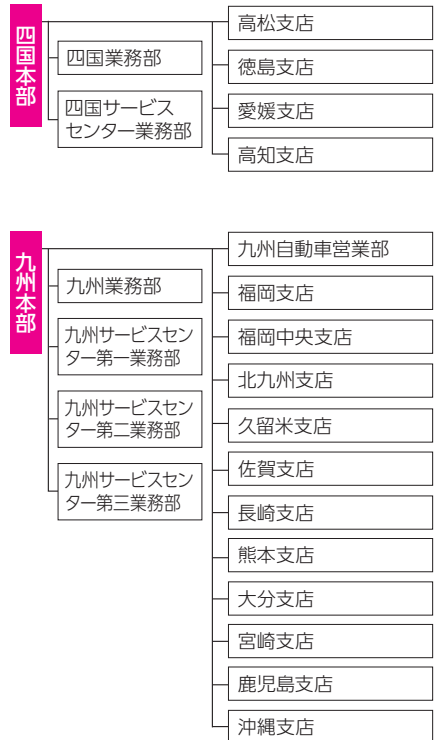 四国本部
四国業務部
四国サービス
センター業務部
高松支店
徳島支店
愛媛支店
高知支店
九州本部
九州業務部
九州サービスセン
ター第一業務部
九州サービスセン
ター第二業務部
九州サービスセン
ター第三業務部
九州自動車営業部
福岡支店
福岡中央支店
北九州支店
久留米支店
佐賀支店
長崎支店
熊本支店
大分支店
宮崎支店
鹿児島支店
沖縄支店